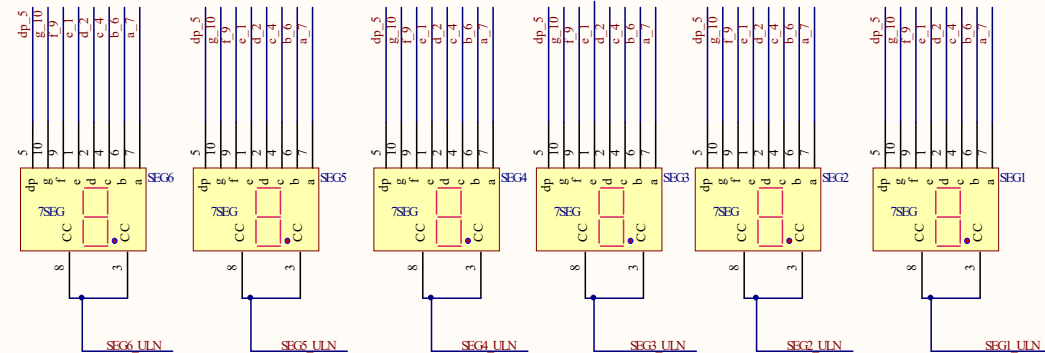 dp_5 g_10 f_9 e_1 d_2 c_4 b_6 a_7 dp_5 g_10 f_9 e_1 d_2 c_4 b_6 a_7 dp_5 g_10 f_9 e_1 d_2 c_4 b_6 a_7 dp_5 g_10 f_9 e_1 d_2 c_4 b_6 a_7 dp_5 g_10 f_9 e_1 d_2 c_4 b_6 a_7 dp_5 g_10 f_9 e_1 d_2 c_4 b_6 a_7
5 10 9 1 2 4 6 7 5 10 9 1 2 4 6 7 5 10 9 1 2 4 6 7 5 10 9 1 2 4 6 7 5 10 9 1 2 4 6 7 5 10 9 1 2 4 6 7
SEG6 SEG5 SEG4 SEG3 SEG2 SEG1
dp g f e d c b a dp g f e d c b a dp g f e d c b a dp g f e d c b a dp g f e d c b a dp g f e d c b a
7SEG 7SEG 7SEG 7SEG 7SEG 7SEG
CC CC CC CC CC CC CC CC CC CC CC CC
8 3 8 3 8 3 8 3 8 3 8 3
SEG6_ULN SEG5_ULN SEG4_ULN SEG3_ULN SEG2_ULN SEG1_ULN